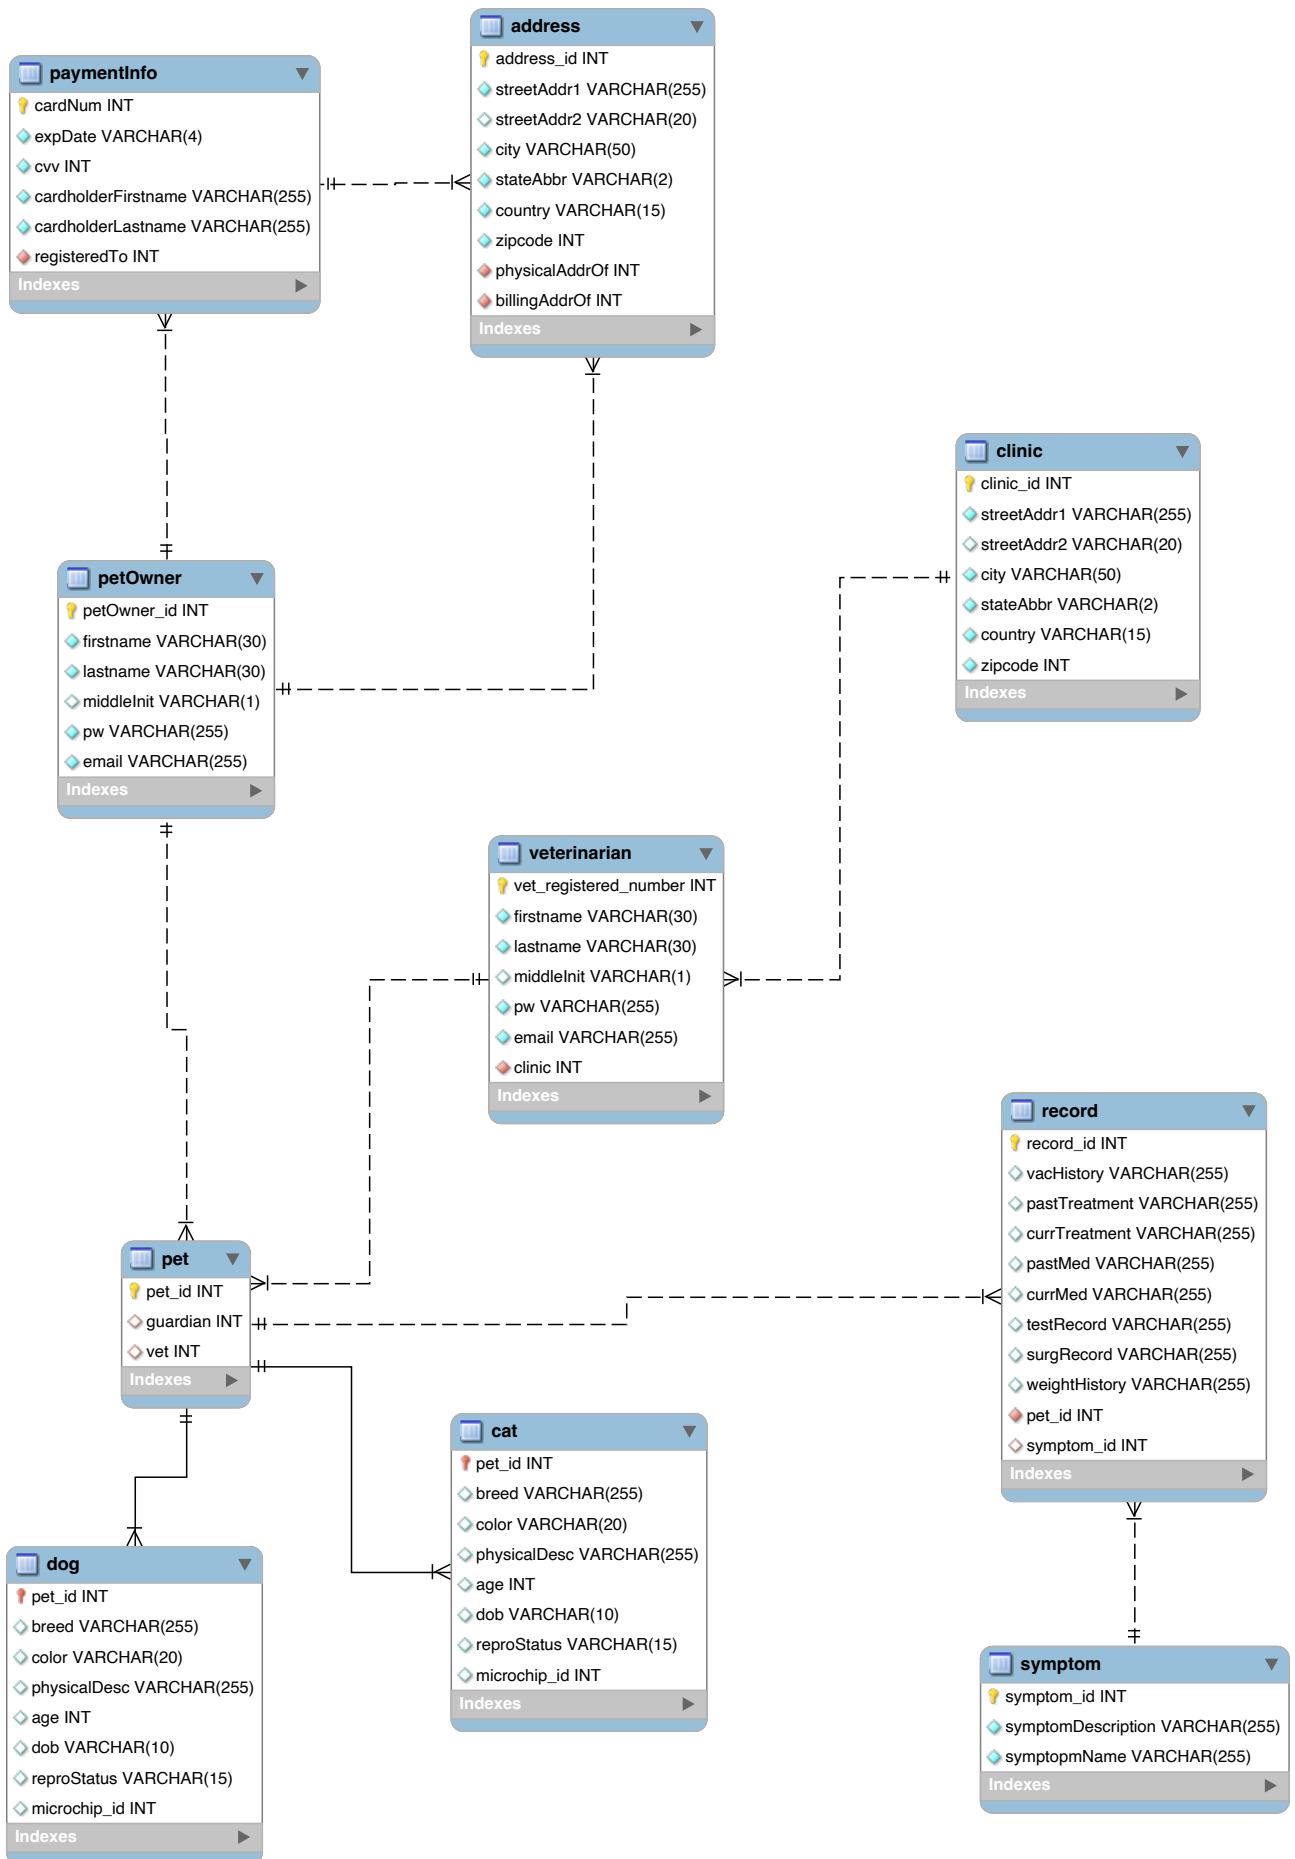 address
address_id INT
streetAddr1 VARCHAR(255)
streetAddr2 VARCHAR(20)
city VARCHAR(50)
stateAbbr VARCHAR(2)
country VARCHAR(15)
zipcode INT
physicalAddrOf INT
billingAddrOf INT
Indexes
paymentInfo
cardNum INT
expDate VARCHAR(4)
cvv INT
cardholderFirstname VARCHAR(255)
cardholderLastname VARCHAR(255)
registeredTo INT
Indexes
clinic
clinic_id INT
streetAddr1 VARCHAR(255)
streetAddr2 VARCHAR(20)
city VARCHAR(50)
stateAbbr VARCHAR(2)
country VARCHAR(15)
zipcode INT
Indexes
petOwner
petOwner_id INT
firstname VARCHAR(30)
lastname VARCHAR(30)
middleInit VARCHAR(1)
pw VARCHAR(255)
email VARCHAR(255)
Indexes
veterinarian
vet_registered_number INT
firstname VARCHAR(30)
lastname VARCHAR(30)
middleInit VARCHAR(1)
pw VARCHAR(255)
email VARCHAR(255)
clinic INT
Indexes
record
record_id INT
vacHistory VARCHAR(255)
pastTreatment VARCHAR(255)
currTreatment VARCHAR(255)
pastMed VARCHAR(255)
currMed VARCHAR(255)
testRecord VARCHAR(255)
surgRecord VARCHAR(255)
weightHistory VARCHAR(255)
pet_id INT
symptom_id INT
Indexes
pet
pet_id INT
guardian INT
vet INT
Indexes
cat
pet_id INT
breed VARCHAR(255)
color VARCHAR(20)
physicalDesc VARCHAR(255)
age INT
dob VARCHAR(10)
reproStatus VARCHAR(15)
microchip_id INT
Indexes
dog
pet_id INT
breed VARCHAR(255)
color VARCHAR(20)
physicalDesc VARCHAR(255)
age INT
dob VARCHAR(10)
reproStatus VARCHAR(15)
microchip_id INT
Indexes
symptom
symptom_id INT
symptomDescription VARCHAR(255)
symptopmName VARCHAR(255)
Indexes